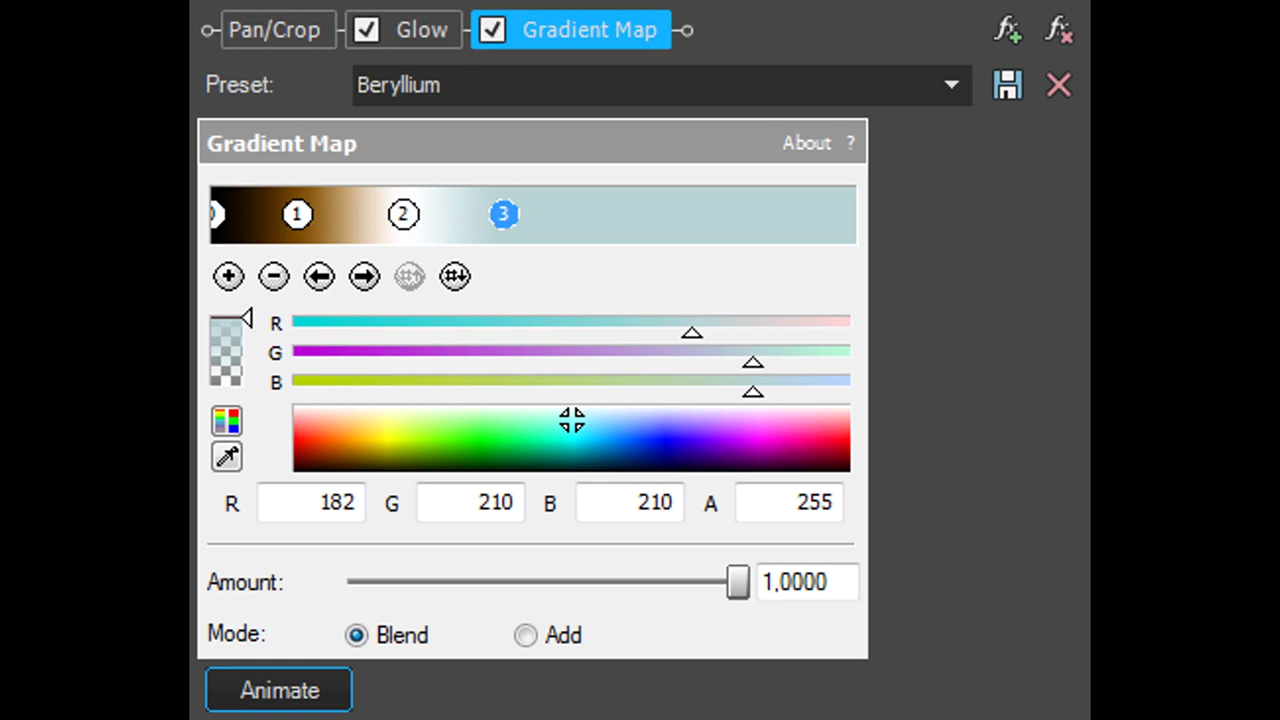 Pan/Crop Glow Gradient Map
Preset: Beryllium
Gradient Map About ?
1 2 3
R
G
B
R 182 G 210 B 210 A 255
Amount: 1,0000
Mode: Blend Add
Animate